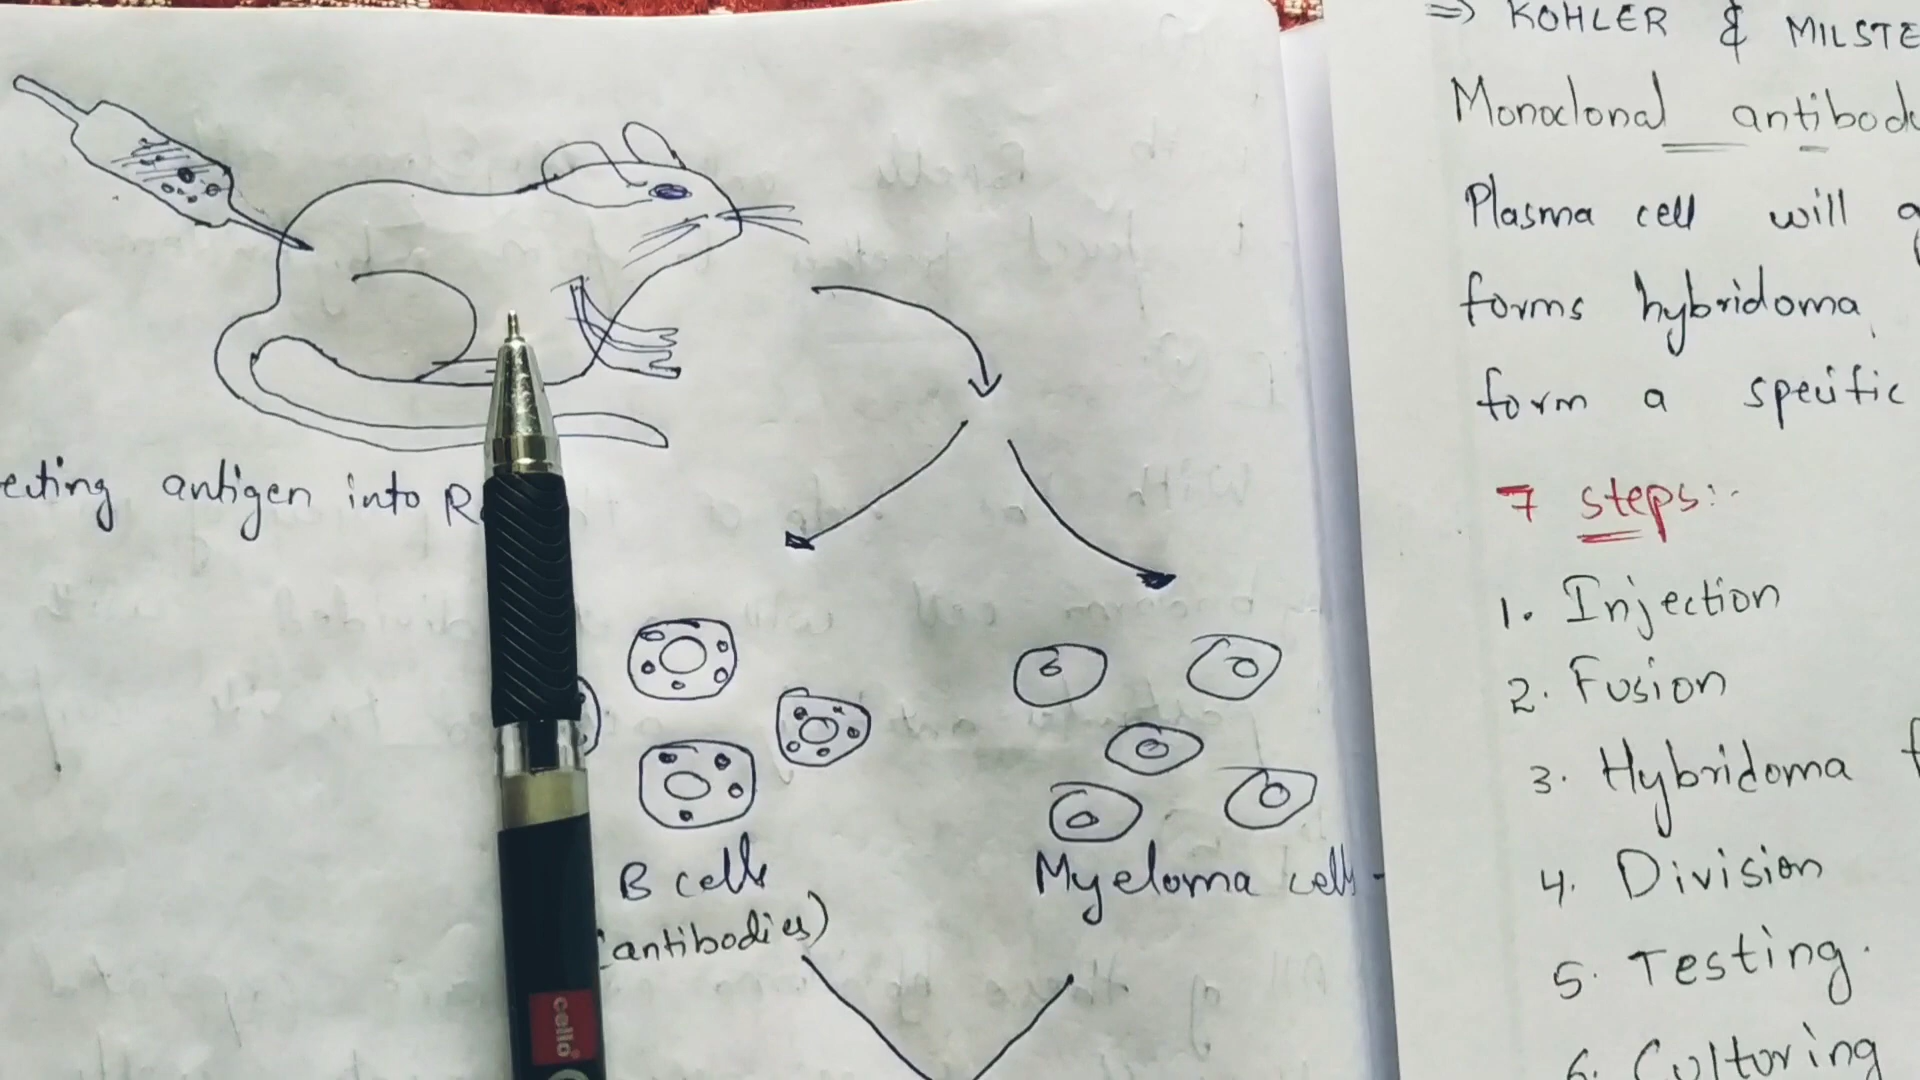 ecting antigen into R
B cells
antibodies)
Myeloma cells
cello
⇒ KOHLER & MILSTE
Monoclonal antibod
Plasma cell will
forms hybridoma
form a specific
7 steps:-
1. Injection
2. Fusion
3. Hybridoma f
4. Division
5. Testing.
6. Culturing